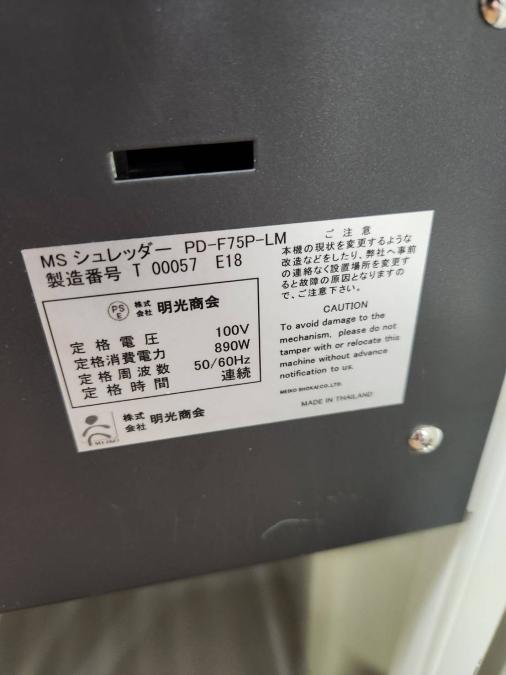 MS シュレッダー PD-F75P-LM
製造番号 T 00057 E18
PS
E
株式
会社 明光商会
定格電圧 100V
定格消費電力 890W
定格周波数 50/60Hz
定格時間 連続
株式
会社 明光商会
ご注意
本機の現状を変更するような
改造などをしたり、弊社へ事前
の連絡なく設置場所を変更す
ると故障の原因となりますの
で、ご注意下さい。
CAUTION
To avoid damage to the
mechanism, please do not
tamper with or relocate this
machine without advance
notification to us.
MEIKO SHOKAI CO., LTD.
MADE IN THAILAND